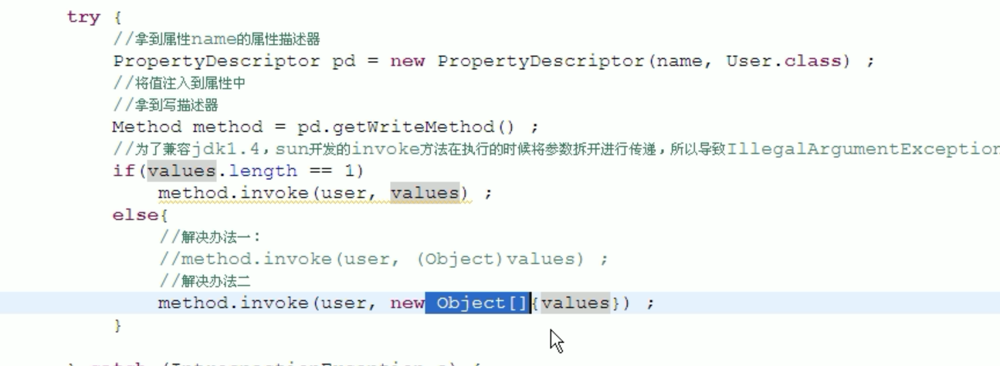 try {
//拿到属性name的属性描述器
PropertyDescriptor pd = new PropertyDescriptor(name, User.class) ;
//将值注入到属性中
//拿到写描述器
Method method = pd.getWriteMethod() ;
//为了兼容jdk1.4，sun开发的invoke方法在执行的时候将参数拆开进行传递，所以导致IllegalArgumentException
if(values.length == 1)
method.invoke(user, values) ;
else{
//解决办法一：
//method.invoke(user, (Object)values) ;
//解决办法二
method.invoke(user, new Object[]{values}) ;
}